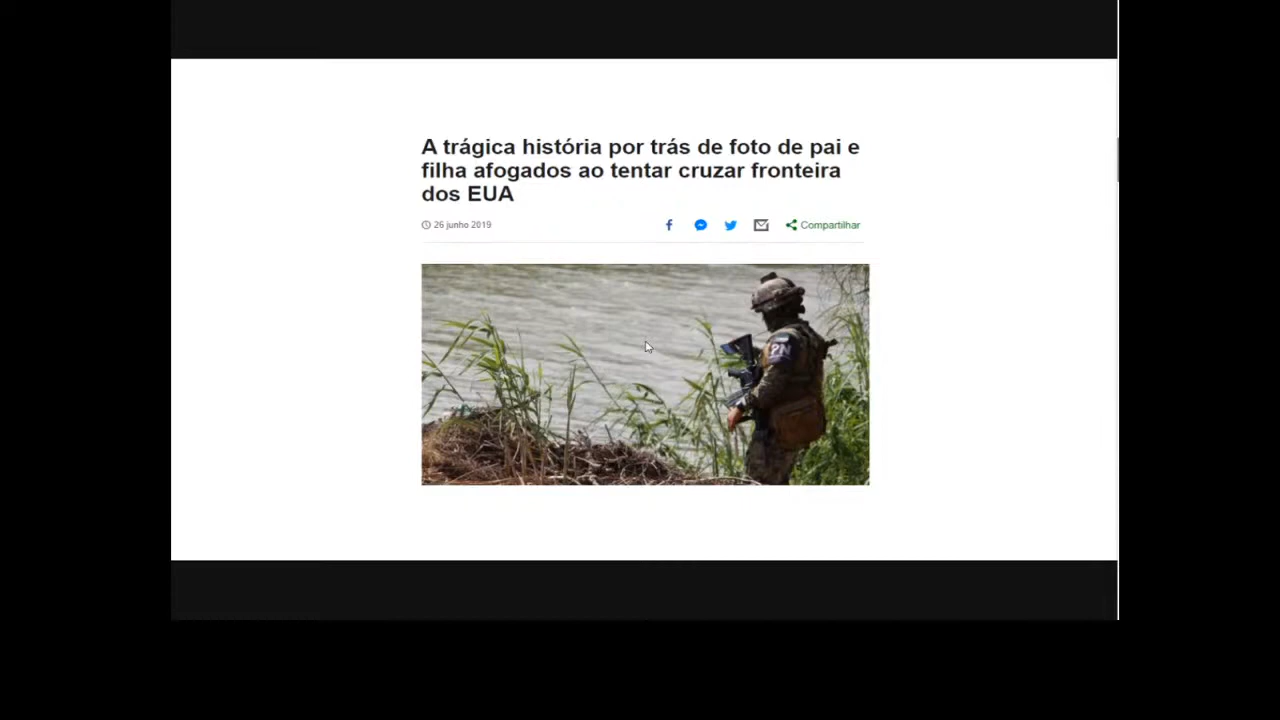 A trágica história por trás de foto de pai e
filha afogados ao tentar cruzar fronteira
dos EUA
26 junho 2019
Compartilhar
PN